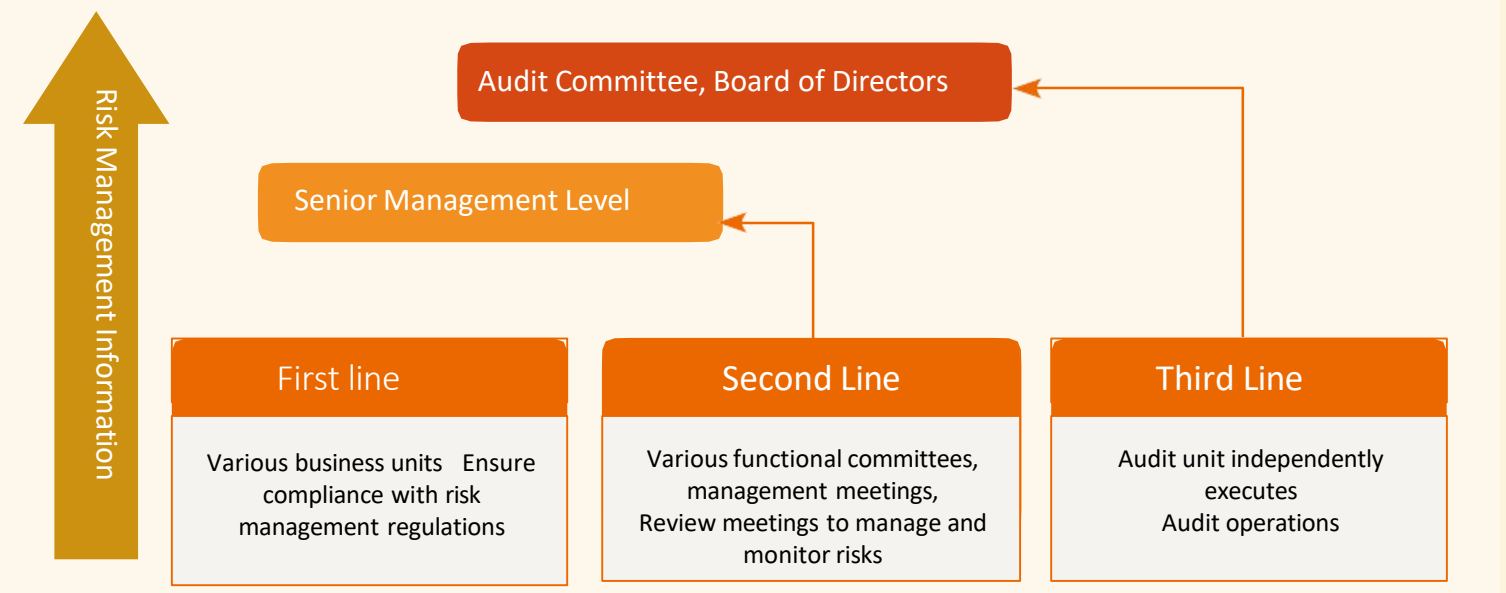 Risk Management Information
Audit Committee, Board of Directors
Senior Management Level
First line
Various business units Ensure
compliance with risk
management regulations
Second Line
Various functional committees,
management meetings,
Review meetings to manage and
monitor risks
Third Line
Audit unit independently
executes
Audit operations